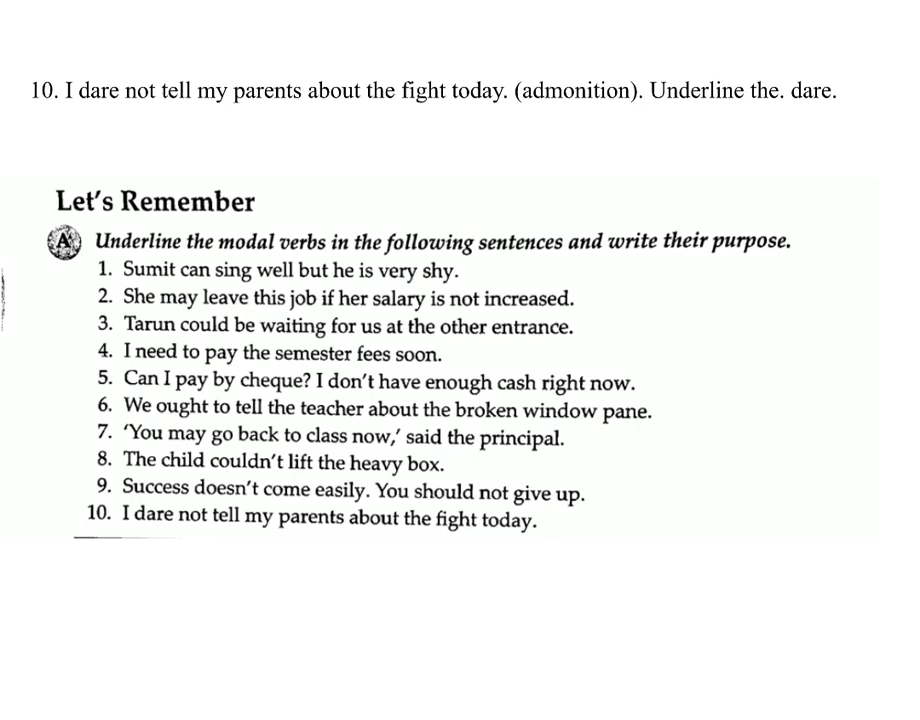 10. I dare not tell my parents about the fight today. (admonition). Underline the. dare.
Let's Remember
A Underline the modal verbs in the following sentences and write their purpose.
1. Sumit can sing well but he is very shy.
2. She may leave this job if her salary is not increased.
3. Tarun could be waiting for us at the other entrance.
4. I need to pay the semester fees soon.
5. Can I pay by cheque? I don't have enough cash right now.
6. We ought to tell the teacher about the broken window pane.
7. 'You may go back to class now,' said the principal.
8. The child couldn't lift the heavy box.
9. Success doesn't come easily. You should not give up.
10. I dare not tell my parents about the fight today.